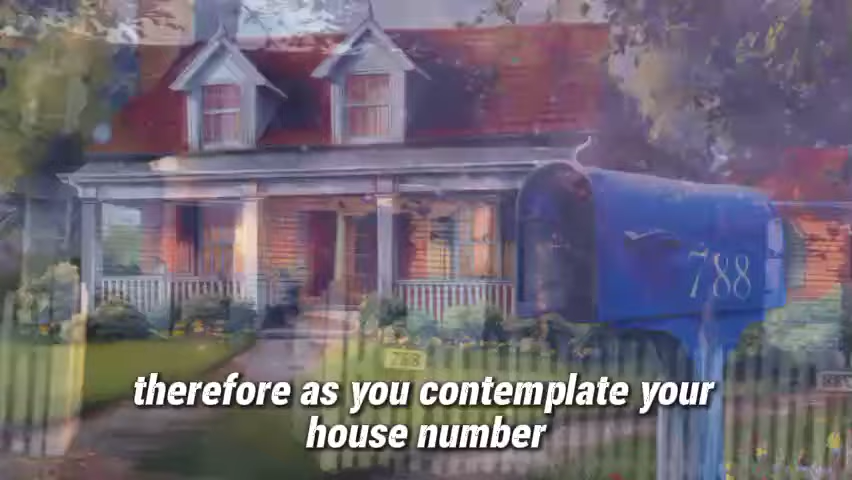 788
788
therefore as you contemplate your
house number